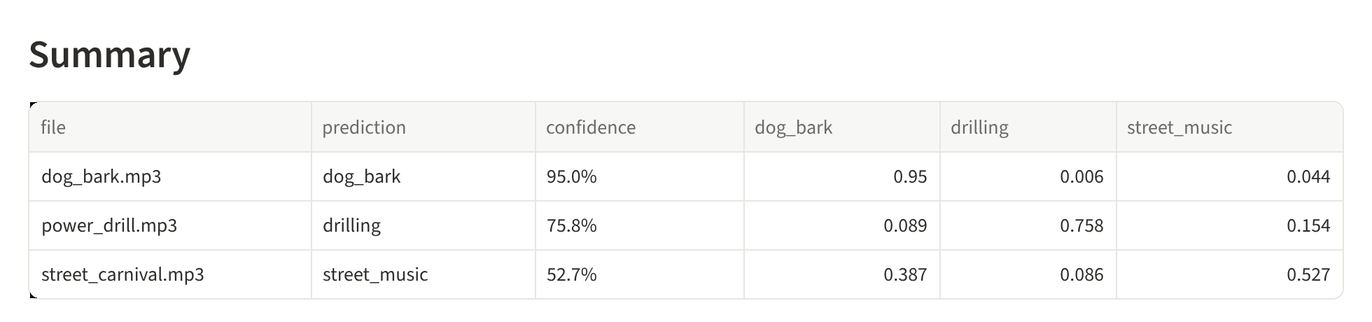 Summary
file prediction confidence dog_bark drilling street_music
dog_bark.mp3 dog_bark 95.0% 0.95 0.006 0.044
power_drill.mp3 drilling 75.8% 0.089 0.758 0.154
street_carnival.mp3 street_music 52.7% 0.387 0.086 0.527